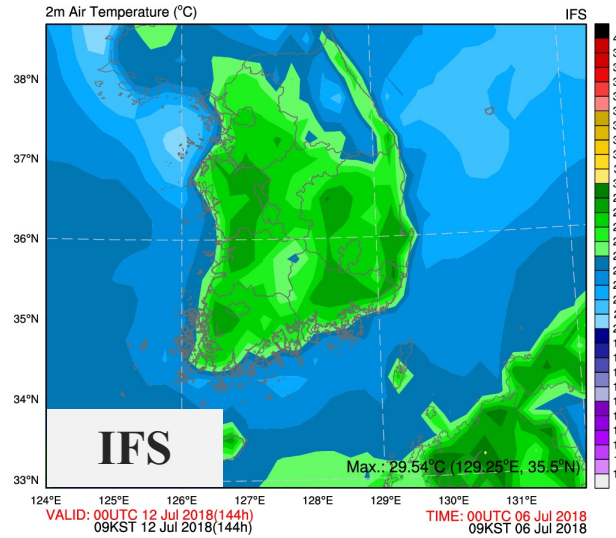 2m Air Temperature (°C) IFS
38°N
37°N
36°N
35°N
34°N
33°N
IFS
Max.: 29.54°C (129.25°E, 35.5°N)
124°E 125°E 126°E 127°E 128°E 129°E 130°E 131°E
VALID: 00UTC 12 Jul 2018(144h) TIME: 00UTC 06 Jul 2018
09KST 12 Jul 2018(144h) 09KST 06 Jul 2018